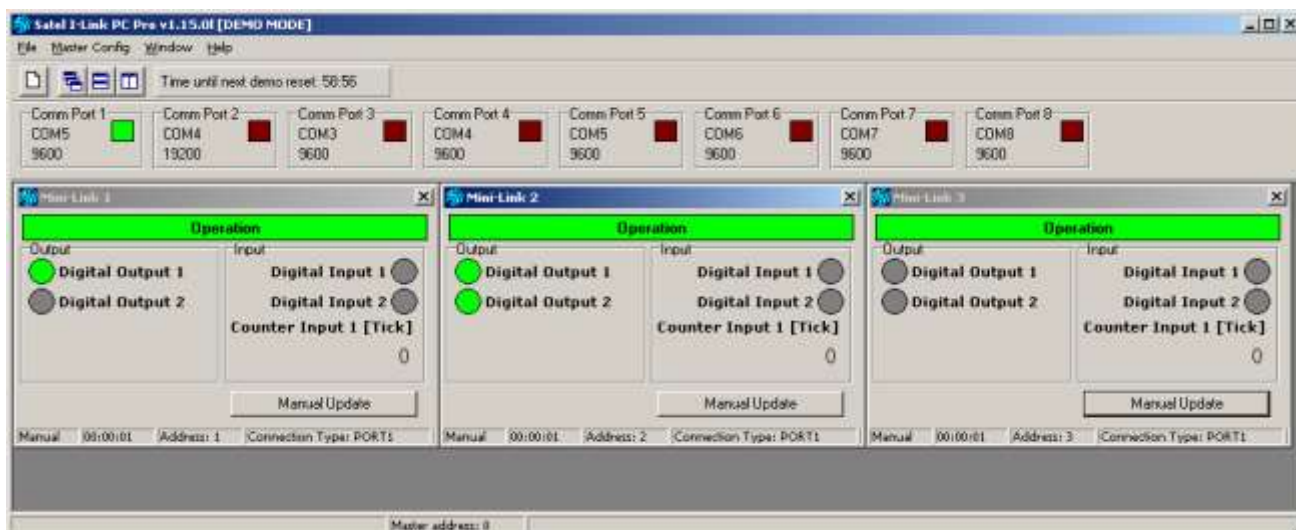 Satel I-Link PC Pro v1.15.0l [DEMO MODE]
File Master Config Window Help
Time until next demo reset: 58:56
Comm Port 1 Comm Port 2 Comm Port 3 Comm Port 4 Comm Port 5 Comm Port 6 Comm Port 7 Comm Port 8
COM5 COM4 COM3 COM4 COM5 COM6 COM7 COM8
9600 19200 9600 9600 9600 9600 9600 9600
Mini-Link 1 Mini-Link 2 Mini-Link 3
Operation Operation Operation
Output Input Output Input Output Input
Digital Output 1 Digital Input 1 Digital Output 1 Digital Input 1 Digital Output 1 Digital Input 1
Digital Output 2 Digital Input 2 Digital Output 2 Digital Input 2 Digital Output 2 Digital Input 2
Counter Input 1 [Tick] Counter Input 1 [Tick] Counter Input 1 [Tick]
0 0 0
Manual Update Manual Update Manual Update
Manual 00:00:01 Address: 1 Connection Type: PORT1 Manual 00:00:01 Address: 2 Connection Type: PORT1 Manual 00:00:01 Address: 3 Connection Type: PORT1
Master address: 0